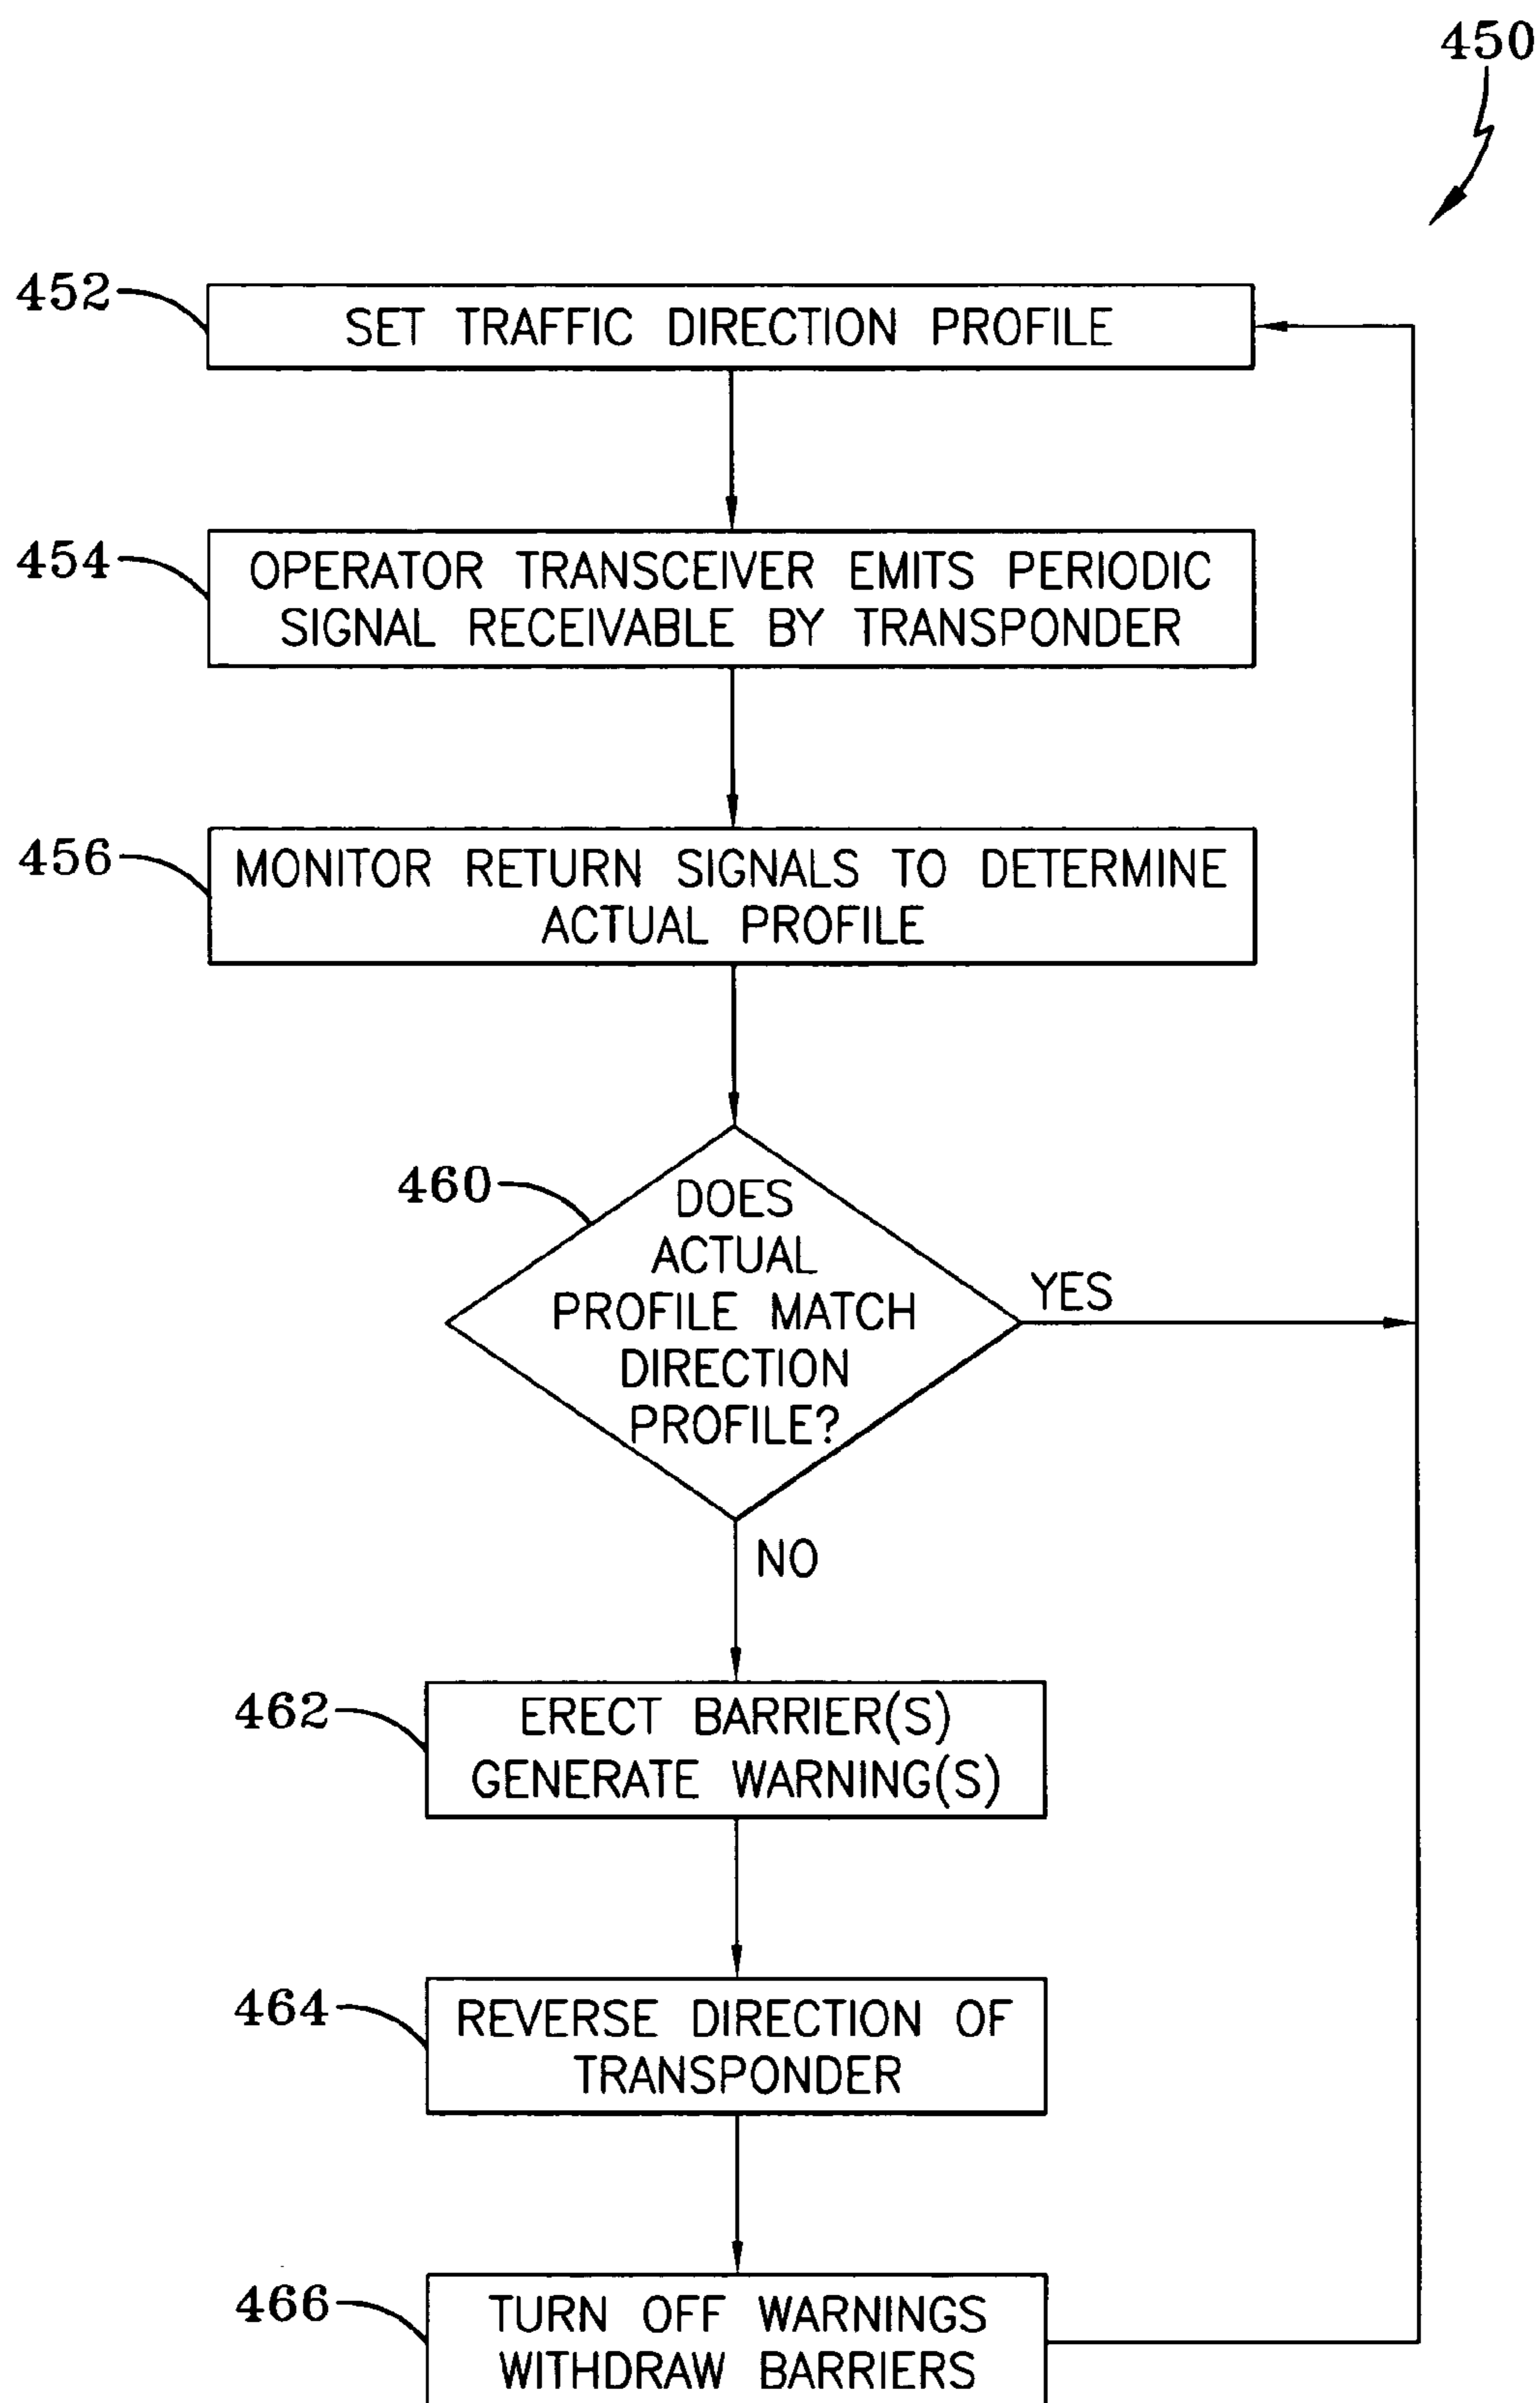 450
452
SET TRAFFIC DIRECTION PROFILE
454
OPERATOR TRANSCEIVER EMITS PERIODIC
SIGNAL RECEIVABLE BY TRANSPONDER
456
MONITOR RETURN SIGNALS TO DETERMINE
ACTUAL PROFILE
460
DOES
ACTUAL
PROFILE MATCH
DIRECTION
PROFILE?
YES
NO
462
ERECT BARRIER(S)
GENERATE WARNING(S)
464
REVERSE DIRECTION OF
TRANSPONDER
466
TURN OFF WARNINGS
WITHDRAW BARRIERS